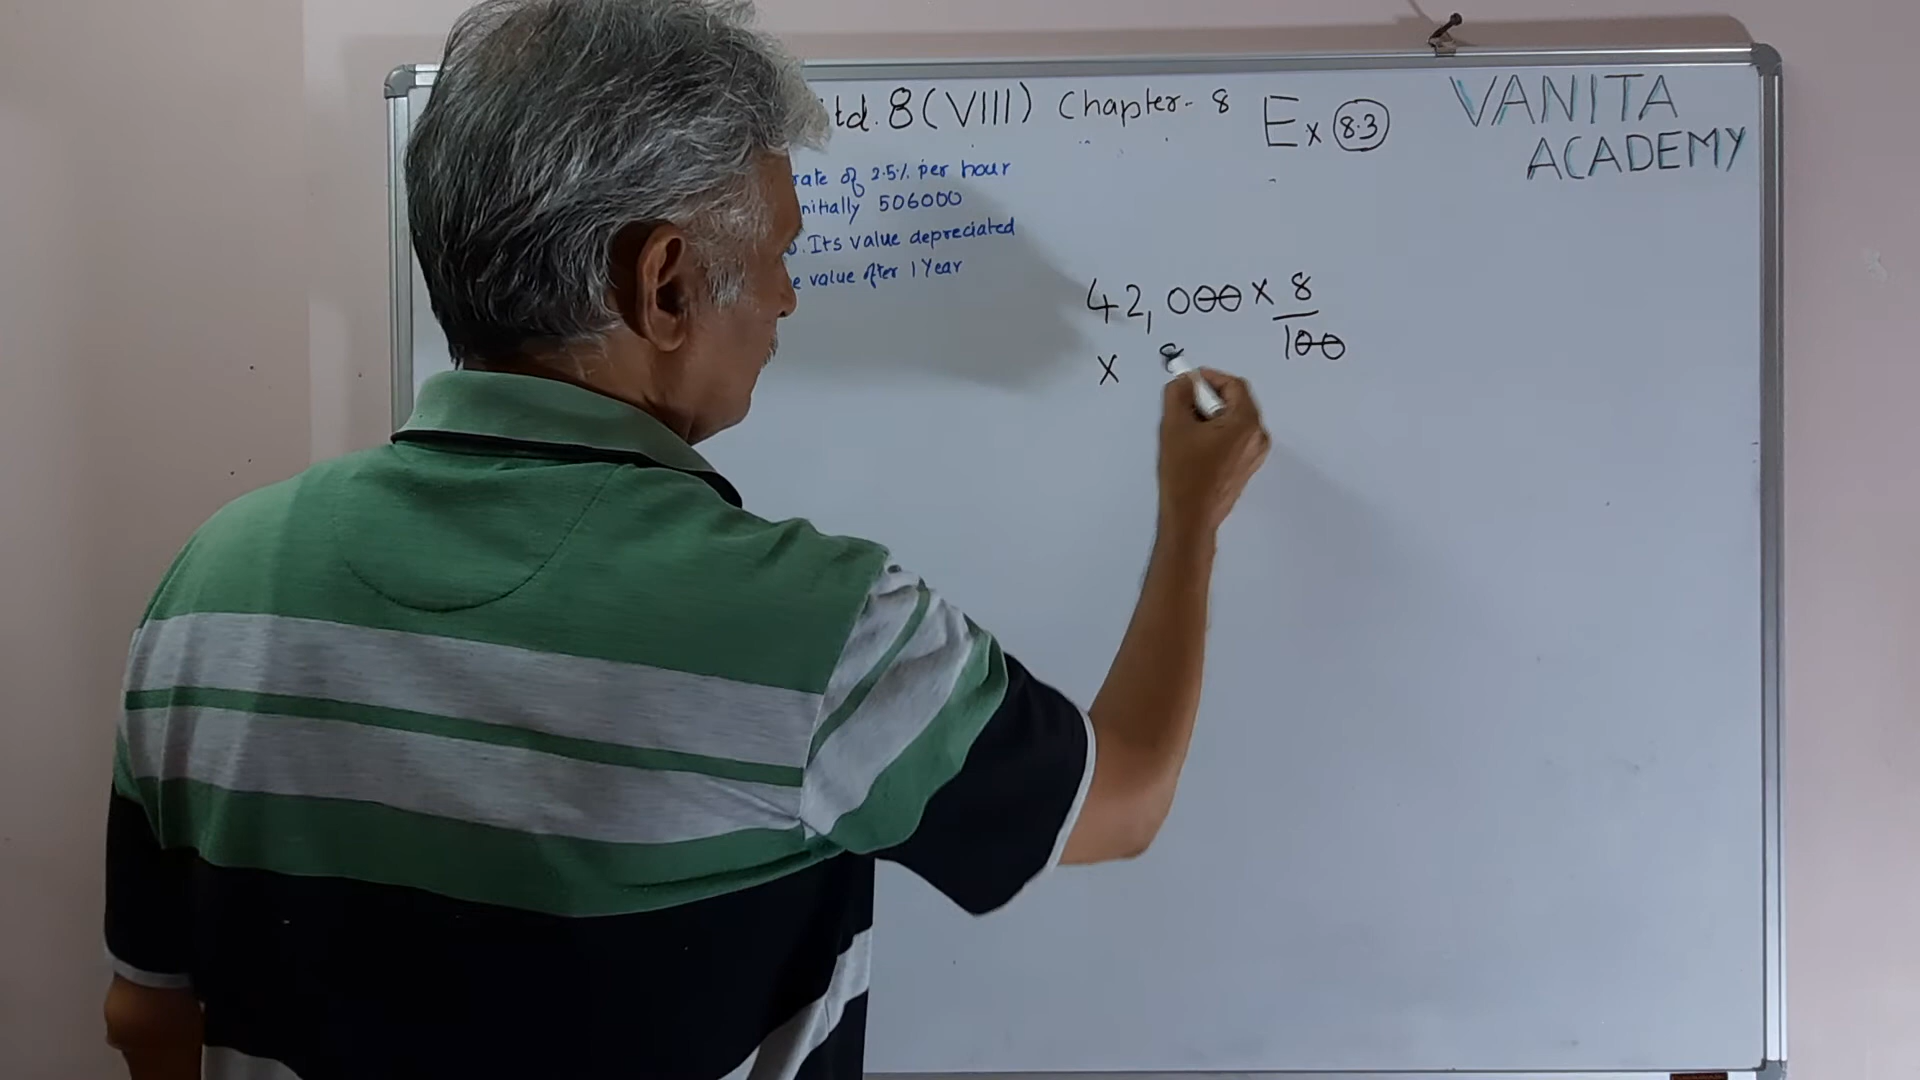 td. 8 (VIII) Chapter - 8 Ex 8.3
VANITA
ACADEMY
rate of 2.5% per hour
nitially 506000
. Its value depreciated
e value after 1 Year
42,000 x 8
100
x 8